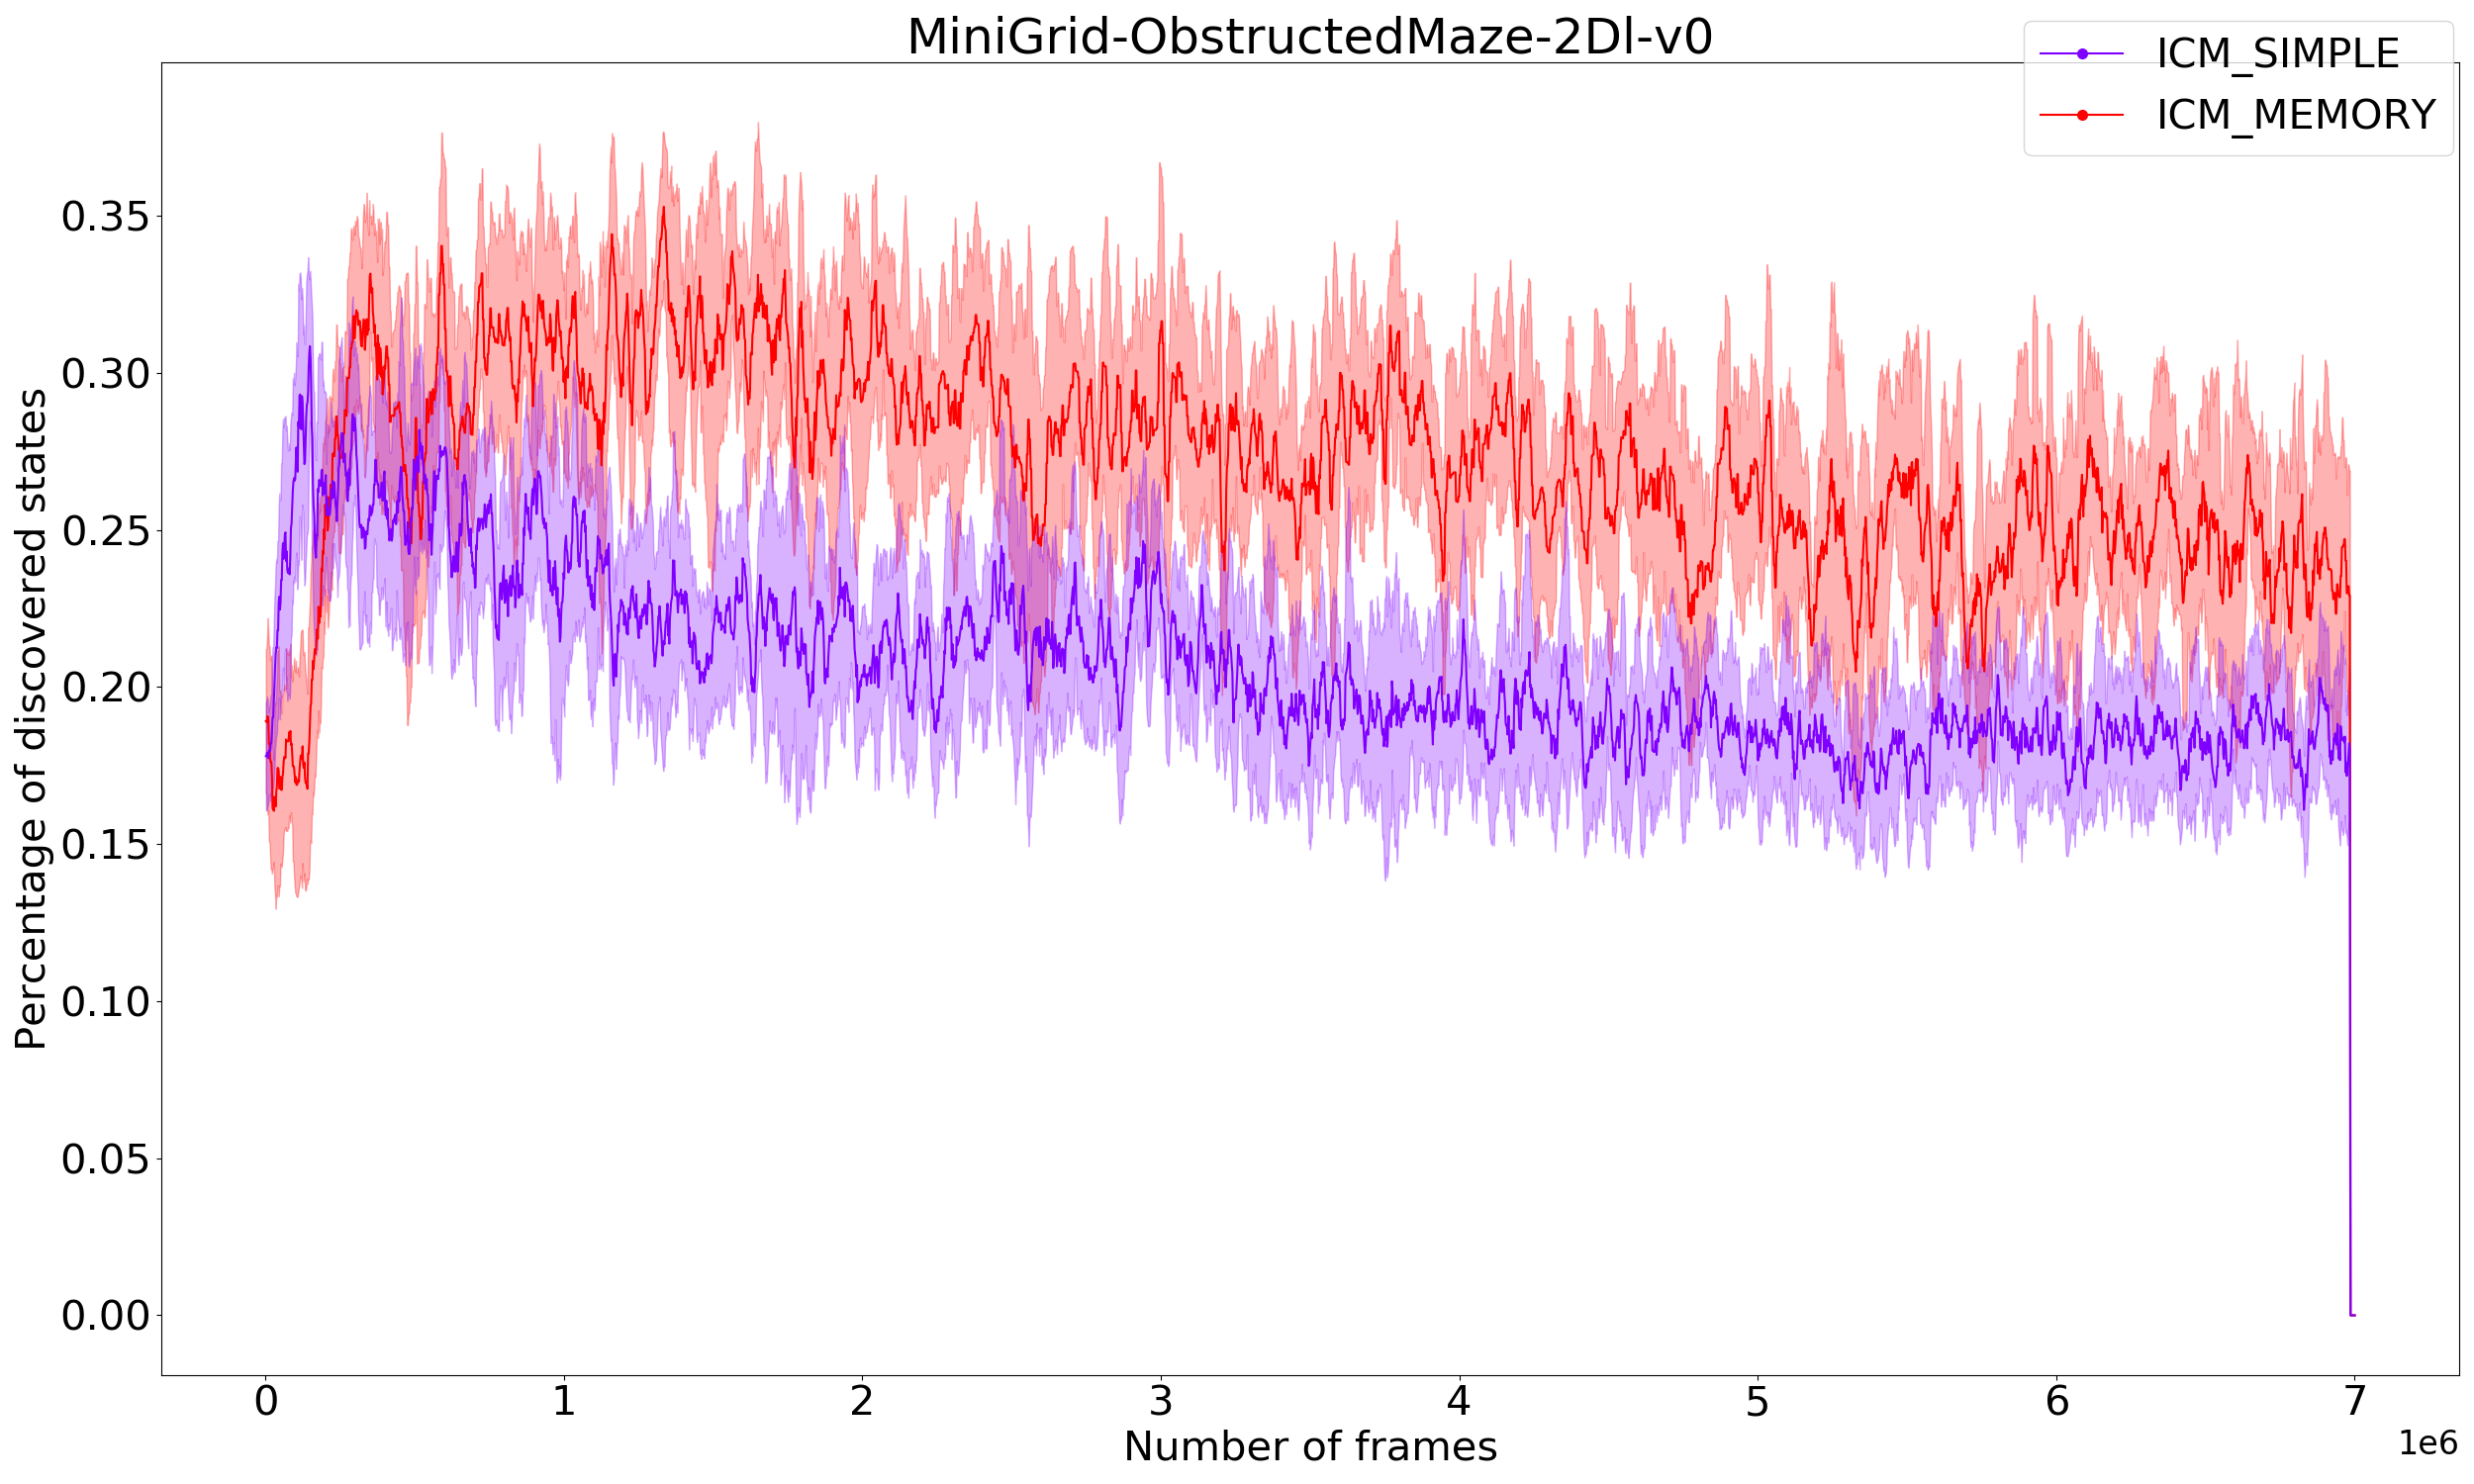 MiniGrid-ObstructedMaze-2Dl-v0
ICM_SIMPLE
ICM_MEMORY
Percentage of discovered states
0.35
0.30
0.25
0.20
0.15
0.10
0.05
0.00
0 1 2 3 4 5 6 7
1e6
Number of frames